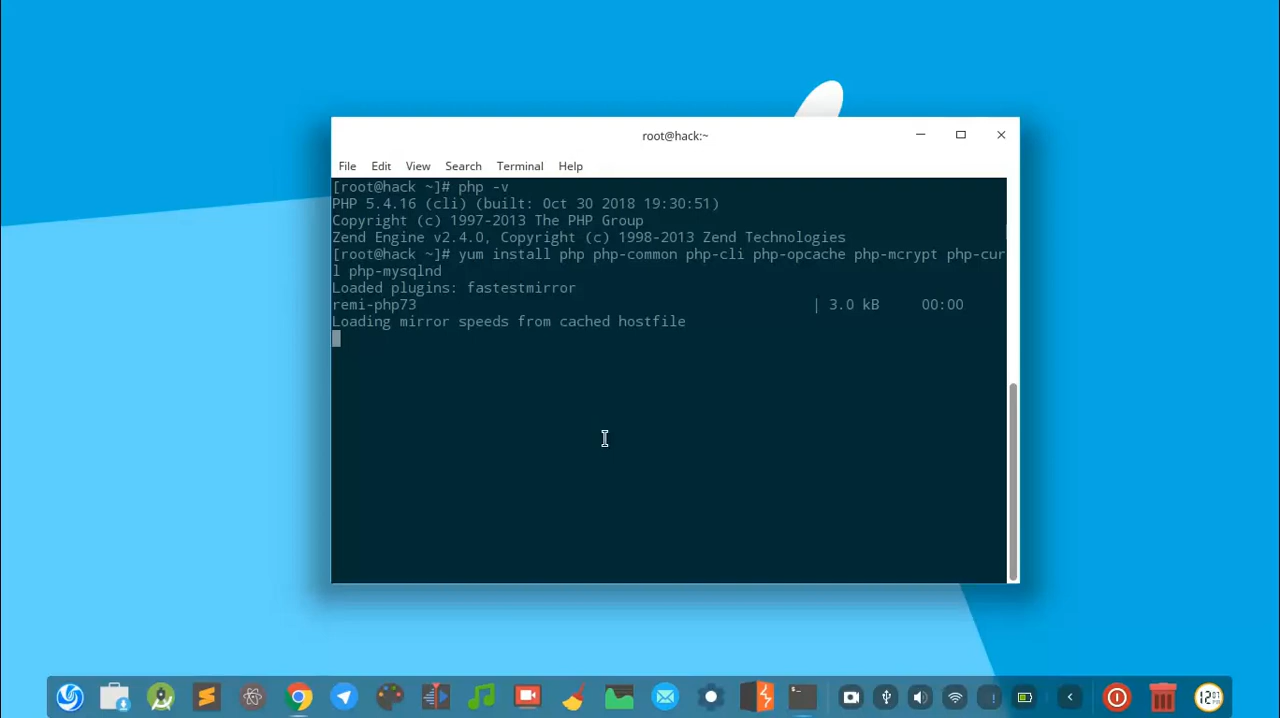 root@hack:~
File Edit View Search Terminal Help
[root@hack ~]# php -v
PHP 5.4.16 (cli) (built: Oct 30 2018 19:30:51)
Copyright (c) 1997-2013 The PHP Group
Zend Engine v2.4.0, Copyright (c) 1998-2013 Zend Technologies
[root@hack ~]# yum install php php-common php-cli php-opcache php-mcrypt php-cur
l php-mysqlnd
Loaded plugins: fastestmirror
remi-php73 | 3.0 kB 00:00
Loading mirror speeds from cached hostfile